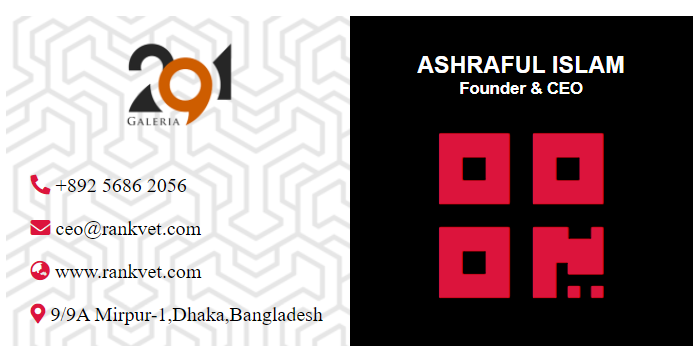 291
GALERIA
+892 5686 2056
ceo@rankvet.com
www.rankvet.com
9/9A Mirpur-1,Dhaka,Bangladesh
ASHRAFUL ISLAM
Founder & CEO